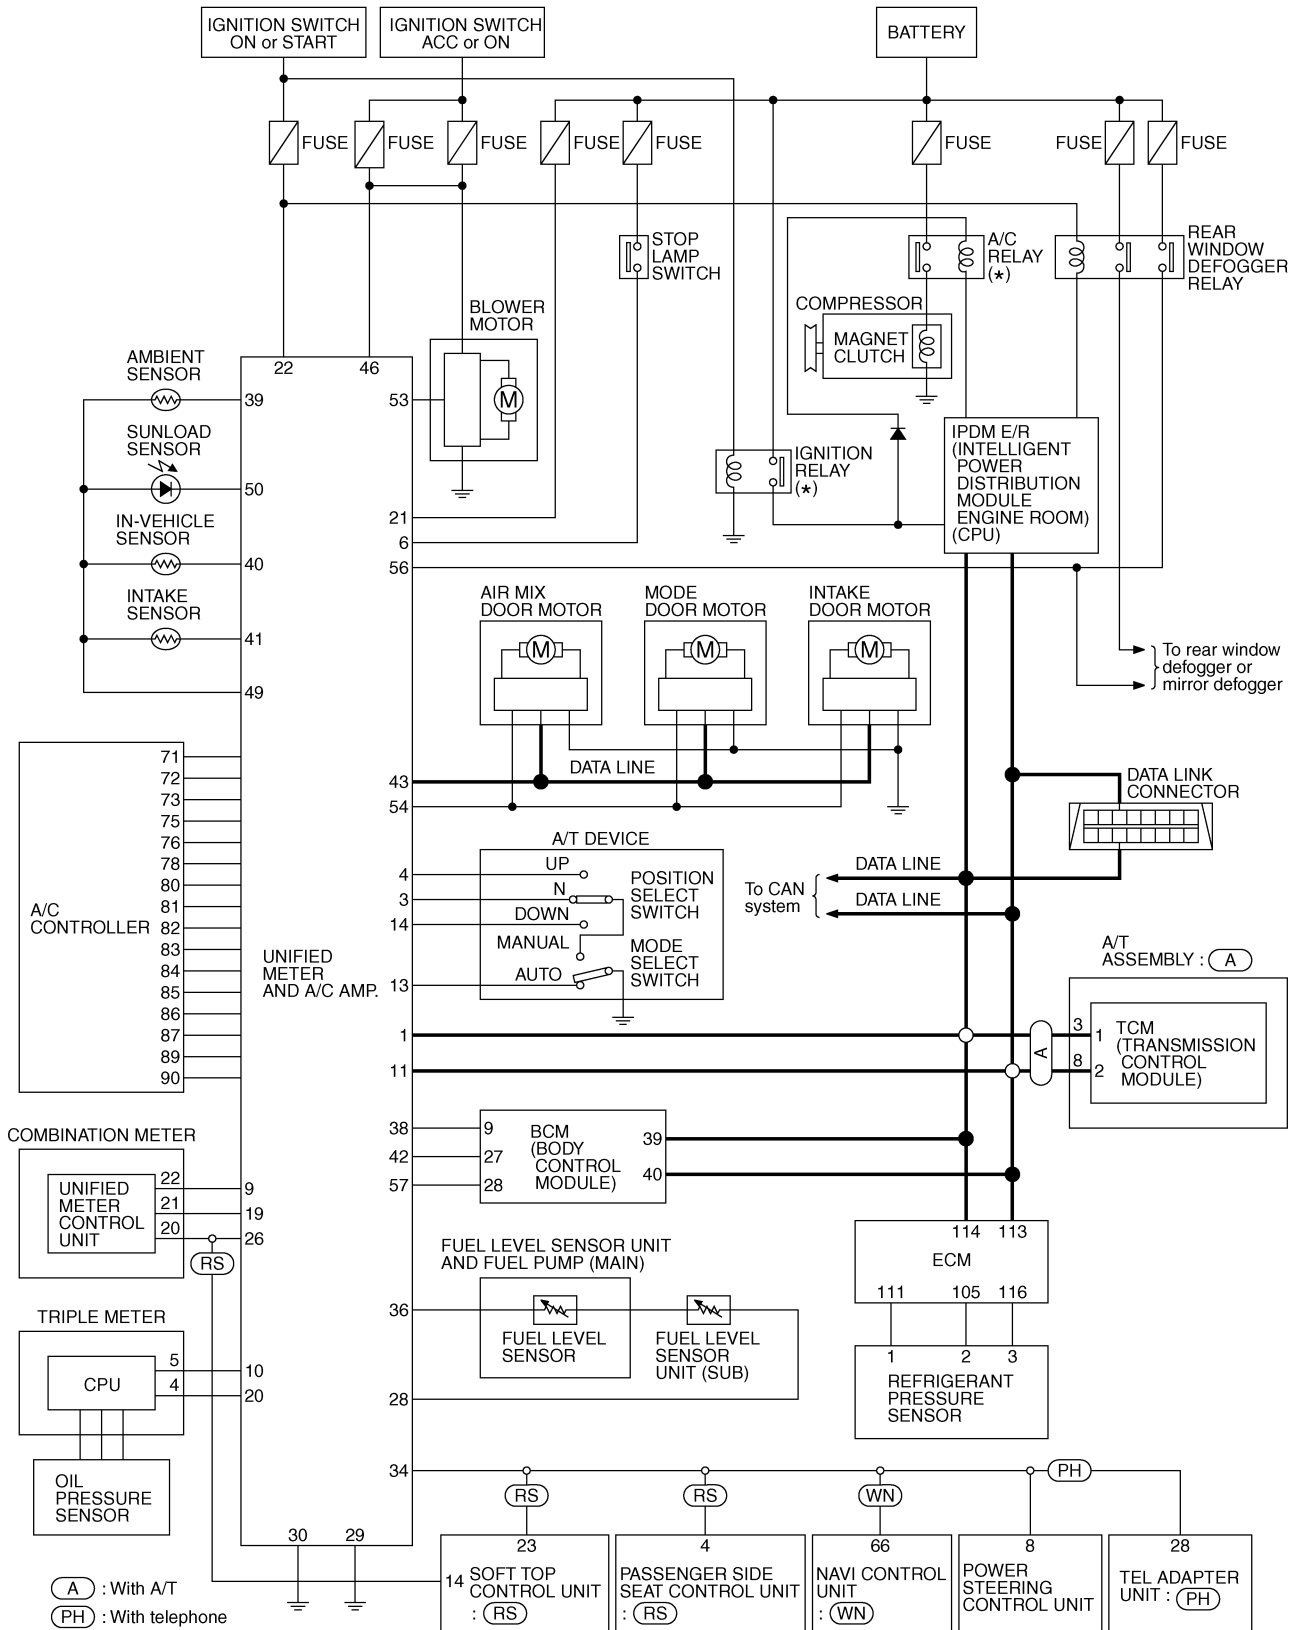 IGNITION SWITCH
ON or START
IGNITION SWITCH
ACC or ON
BATTERY
FUSE
FUSE
FUSE
FUSE
FUSE
FUSE
FUSE
FUSE
STOP
LAMP
SWITCH
A/C
RELAY
(*)
REAR
WINDOW
DEFOGGER
RELAY
BLOWER
MOTOR
M
COMPRESSOR
MAGNET
CLUTCH
AMBIENT
SENSOR
SUNLOAD
SENSOR
IN-VEHICLE
SENSOR
INTAKE
SENSOR
22
46
39
50
40
41
49
53
21
6
56
IGNITION
RELAY
(*)
IPDM E/R
(INTELLIGENT
POWER
DISTRIBUTION
MODULE
ENGINE ROOM)
(CPU)
AIR MIX
DOOR MOTOR
M
MODE
DOOR MOTOR
M
INTAKE
DOOR MOTOR
M
To rear window
defogger or
mirror defogger
43
DATA LINE
54
DATA LINK
CONNECTOR
A/C
CONTROLLER
71
72
73
75
76
78
80
81
82
83
84
85
86
87
89
90
UNIFIED
METER
AND A/C AMP.
A/T DEVICE
4
UP
3
N
14
DOWN
MANUAL
13
AUTO
POSITION
SELECT
SWITCH
MODE
SELECT
SWITCH
To CAN
system
DATA LINE
DATA LINE
A/T
ASSEMBLY : A
1
11
A
3
8
1
2
TCM
(TRANSMISSION
CONTROL
MODULE)
38
42
57
9
27
28
BCM
(BODY
CONTROL
MODULE)
39
40
COMBINATION METER
UNIFIED
METER
CONTROL
UNIT
22
21
20
9
19
26
RS
114
113
ECM
111
105
116
1
2
3
REFRIGERANT
PRESSURE
SENSOR
FUEL LEVEL SENSOR UNIT
AND FUEL PUMP (MAIN)
36
FUEL LEVEL
SENSOR
FUEL LEVEL
SENSOR
UNIT (SUB)
28
TRIPLE METER
CPU
5
4
10
20
OIL
PRESSURE
SENSOR
34
RS
RS
WN
PH
30
29
23
14 SOFT TOP
CONTROL UNIT
: RS
4
PASSENGER SIDE
SEAT CONTROL UNIT
: RS
66
NAVI CONTROL
UNIT
: WN
8
POWER
STEERING
CONTROL UNIT
28
TEL ADAPTER
UNIT : PH
A : With A/T
PH : With telephone